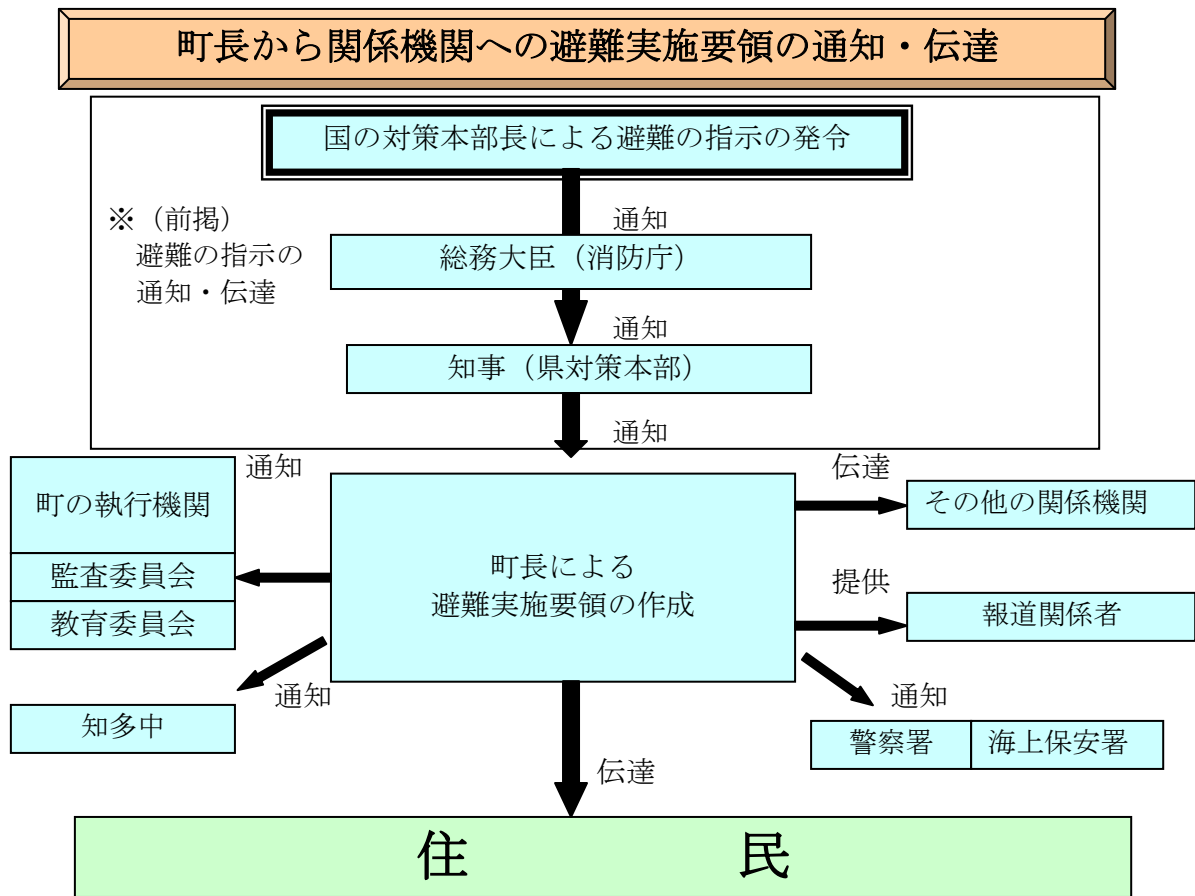 町長から関係機関への避難実施要領の通知・伝達
国の対策本部長による避難の指示の発令
通知
※（前掲）
避難の指示の
通知・伝達
総務大臣（消防庁）
通知
知事（県対策本部）
通知
通知
伝達
町の執行機関
監査委員会
教育委員会
町長による
避難実施要領の作成
その他の関係機関
提供
報道関係者
通知
知多中
通知
警察署
海上保安署
伝達
住　　　民